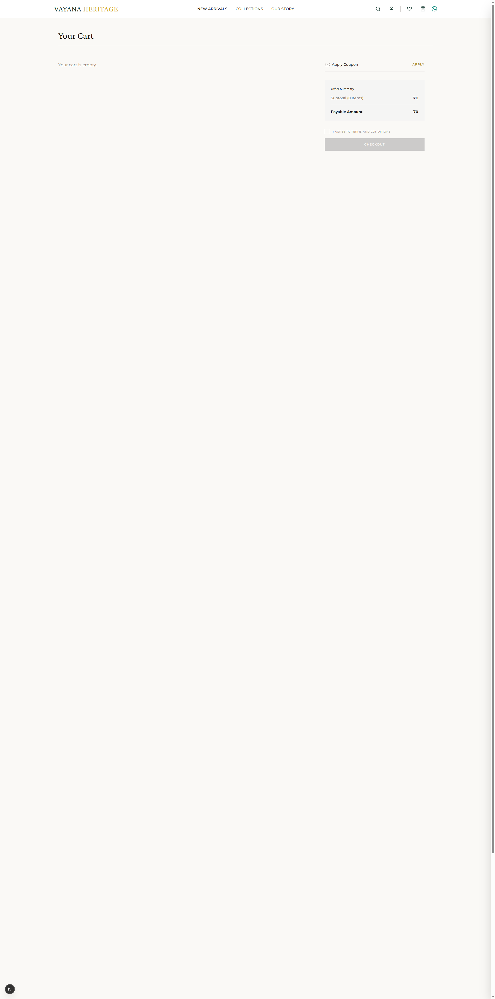 VAYANA HERITAGE
NEW ARRIVALS COLLECTIONS OUR STORY
Your Cart
Your cart is empty.
Apply Coupon APPLY
Order Summary
Subtotal (0 Items) ₹0
Payable Amount ₹0
I AGREE TO TERMS AND CONDITIONS
CHECKOUT
N